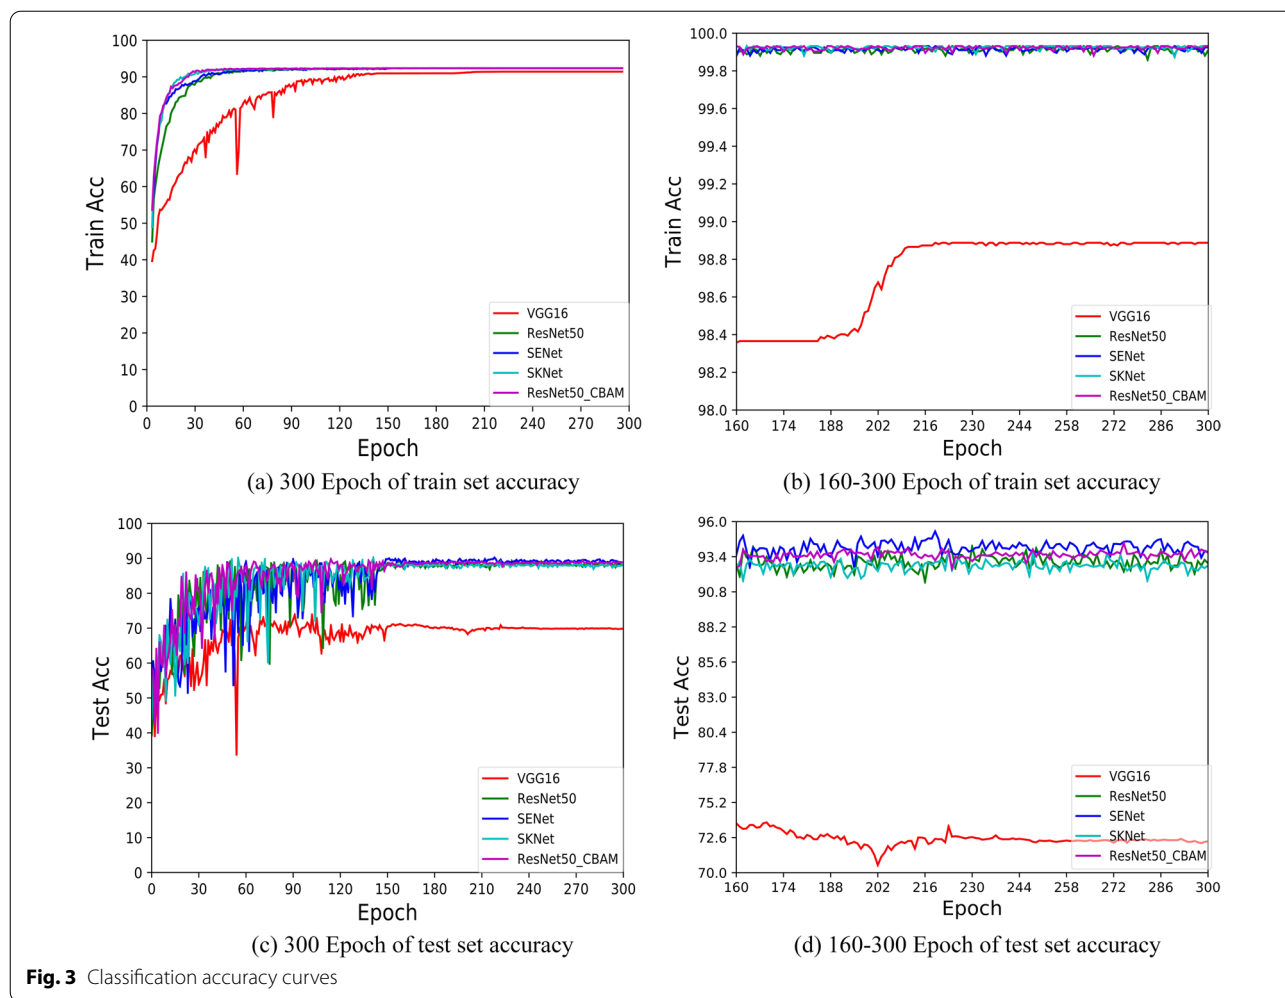 100
90
80
70
60
50
40
30
20
10
0
Train Acc
VGG16
ResNet50
SENet
SKNet
ResNet50_CBAM
0 30 60 90 120 150 180 210 240 270 300
Epoch
(a) 300 Epoch of train set accuracy
100.0
99.8
99.6
99.4
99.2
99.0
98.8
98.6
98.4
98.2
98.0
Train Acc
VGG16
ResNet50
SENet
SKNet
ResNet50_CBAM
160 174 188 202 216 230 244 258 272 286 300
Epoch
(b) 160-300 Epoch of train set accuracy
100
90
80
70
60
50
40
30
20
10
0
Test Acc
VGG16
ResNet50
SENet
SKNet
ResNet50_CBAM
0 30 60 90 120 150 180 210 240 270 300
Epoch
(c) 300 Epoch of test set accuracy
96.0
93.4
90.8
88.2
85.6
83.0
80.4
77.8
75.2
72.6
70.0
Test Acc
VGG16
ResNet50
SENet
SKNet
ResNet50_CBAM
160 174 188 202 216 230 244 258 272 286 300
Epoch
(d) 160-300 Epoch of test set accuracy
Fig. 3 Classification accuracy curves